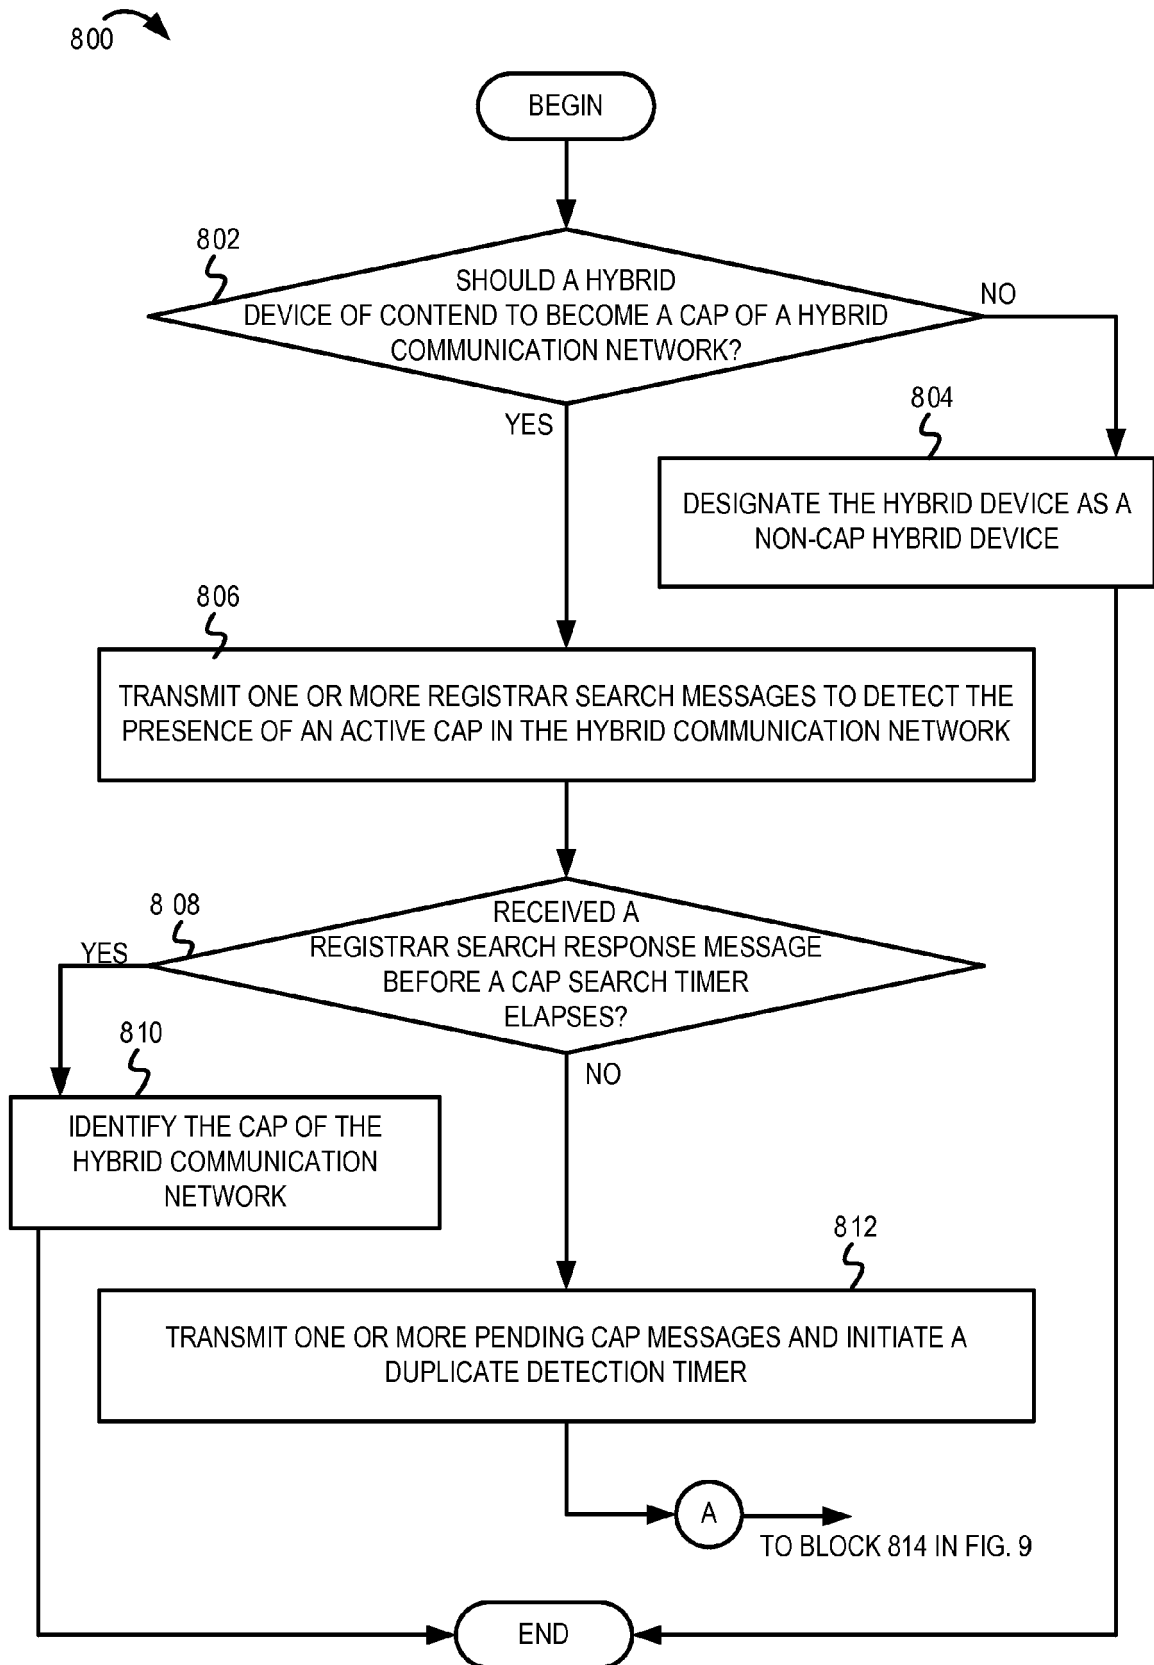 800
BEGIN
802
SHOULD A HYBRID
DEVICE OF CONTEND TO BECOME A CAP OF A HYBRID
COMMUNICATION NETWORK?
NO
YES
804
DESIGNATE THE HYBRID DEVICE AS A
NON-CAP HYBRID DEVICE
806
TRANSMIT ONE OR MORE REGISTRAR SEARCH MESSAGES TO DETECT THE
PRESENCE OF AN ACTIVE CAP IN THE HYBRID COMMUNICATION NETWORK
8 08
RECEIVED A
REGISTRAR SEARCH RESPONSE MESSAGE
BEFORE A CAP SEARCH TIMER
ELAPSES?
YES
NO
810
IDENTIFY THE CAP OF THE
HYBRID COMMUNICATION
NETWORK
812
TRANSMIT ONE OR MORE PENDING CAP MESSAGES AND INITIATE A
DUPLICATE DETECTION TIMER
A
TO BLOCK 814 IN FIG. 9
END